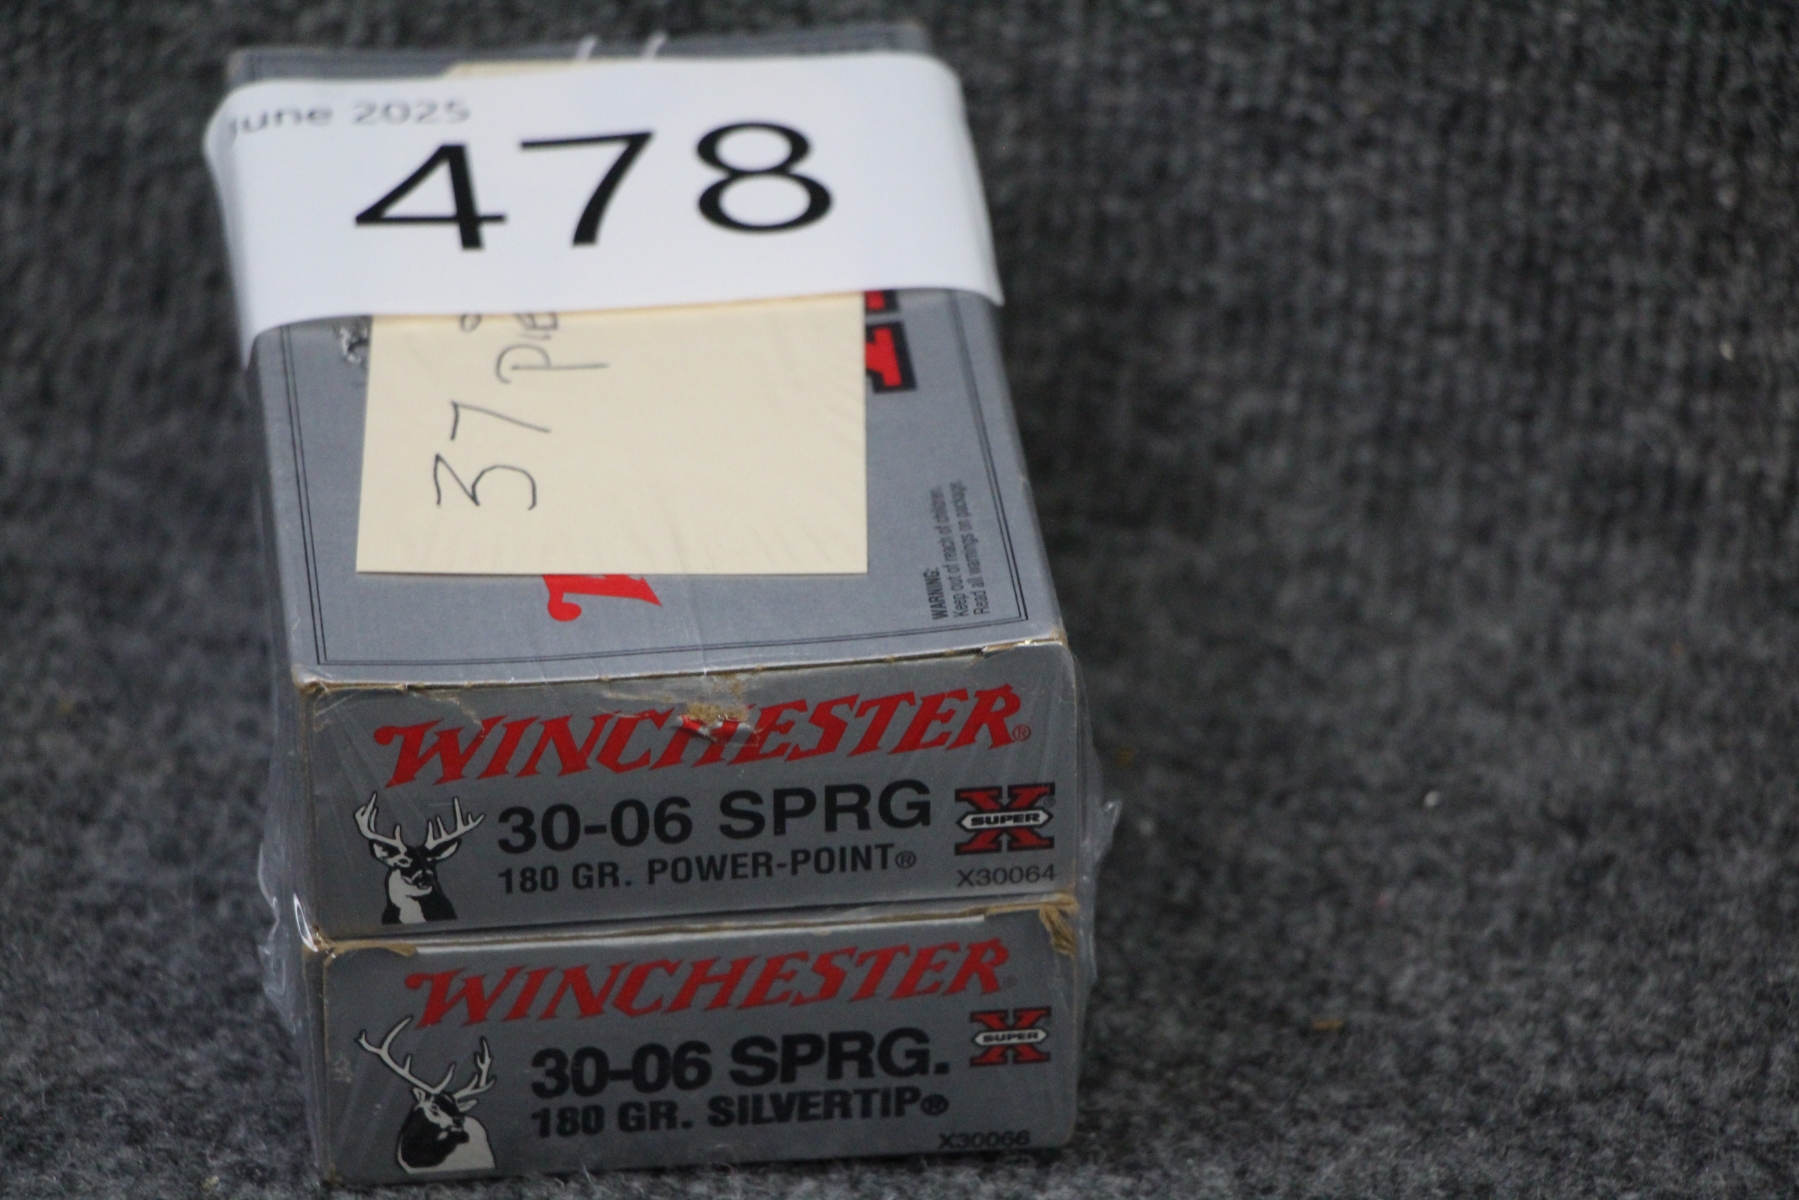 June 2025
478
37 pie
WARNING:
Keep out of reach of children.
Read all warnings on package.
WINCHESTER®
30-06 SPRG
180 GR. POWER-POINT®
X®
SUPER
X30064
WINCHESTER®
30-06 SPRG.
180 GR. SILVERTIP®
X
SUPER
X30066